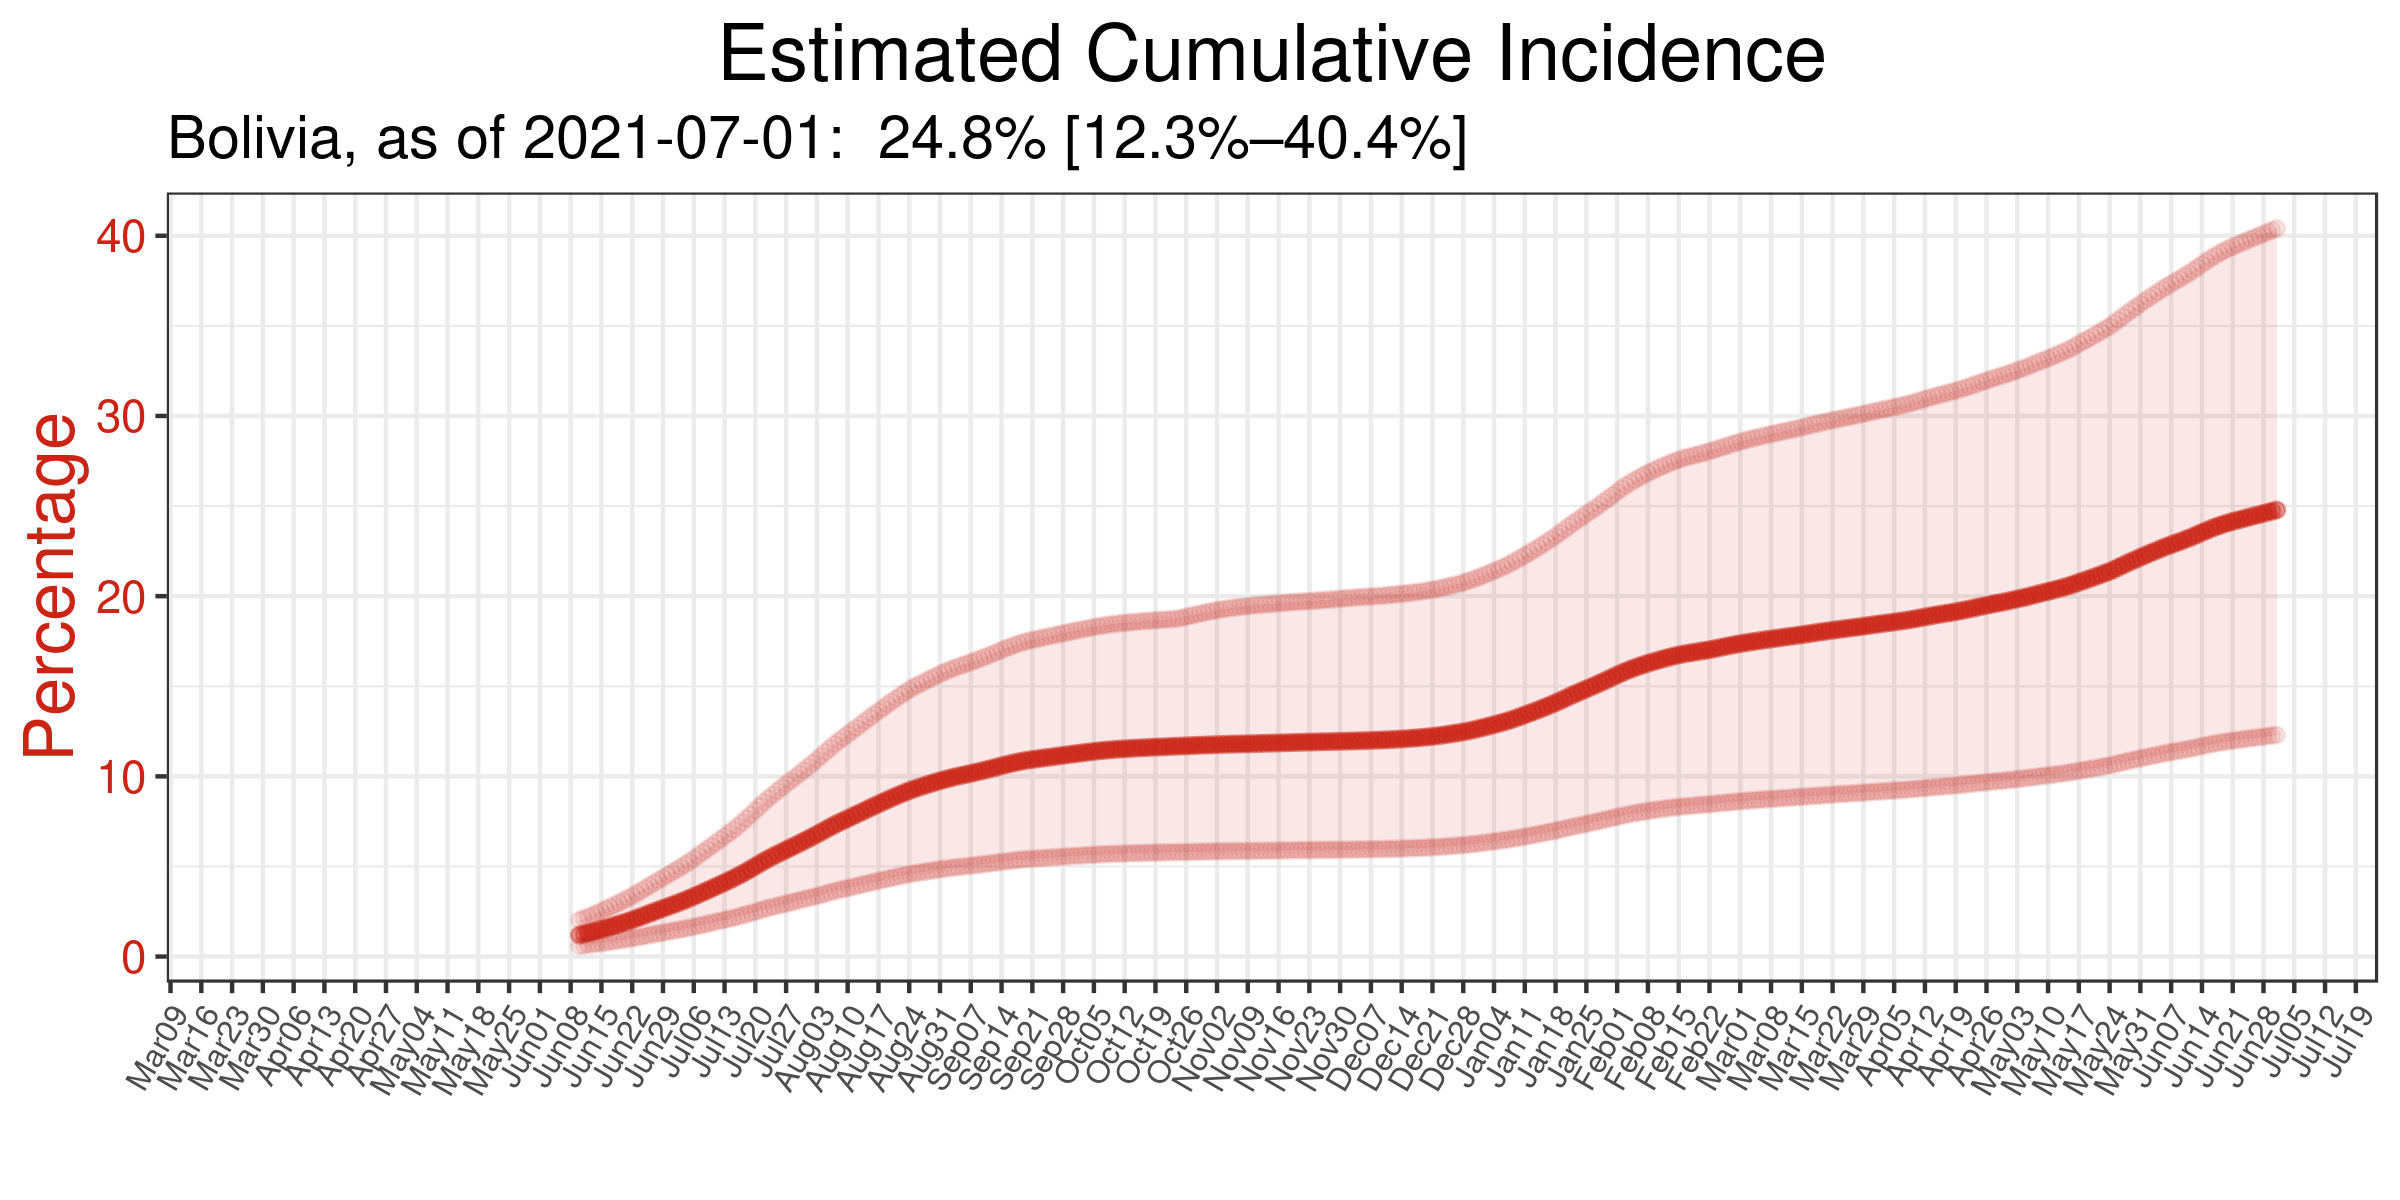 Estimated Cumulative Incidence
Bolivia, as of 2021-07-01:  24.8% [12.3%–40.4%]
Percentage
40
30
20
10
0
Mar09 Mar16 Mar23 Mar30 Apr06 Apr13 Apr20 Apr27 May04 May11 May18 May25 Jun01 Jun08 Jun15 Jun22 Jun29 Jul06 Jul13 Jul20 Jul27 Aug03 Aug10 Aug17 Aug24 Aug31 Sep07 Sep14 Sep21 Sep28 Oct05 Oct12 Oct19 Oct26 Nov02 Nov09 Nov16 Nov23 Nov30 Dec07 Dec14 Dec21 Dec28 Jan04 Jan11 Jan18 Jan25 Feb01 Feb08 Feb15 Feb22 Mar01 Mar08 Mar15 Mar22 Mar29 Apr05 Apr12 Apr19 Apr26 May03 May10 May17 May24 May31 Jun07 Jun14 Jun21 Jun28 Jul05 Jul12 Jul19